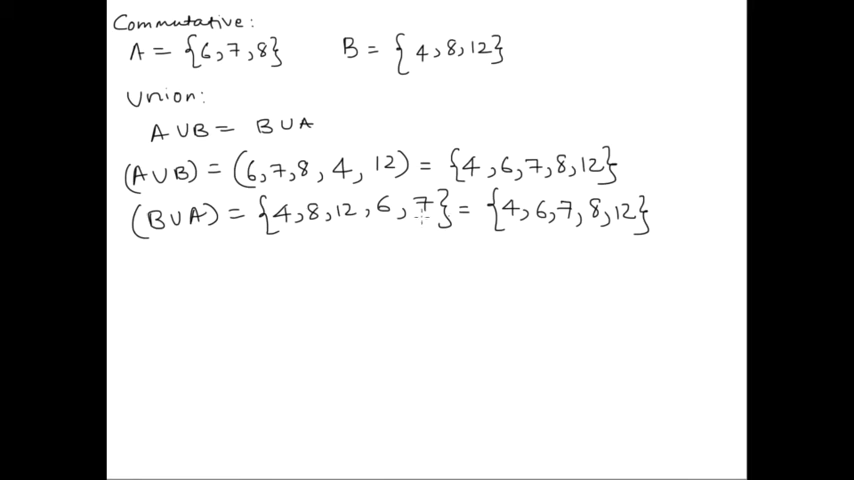 Commutative:
A = {6,7,8} B = {4,8,12}
Union:
A∪B = B∪A
(A∪B) = (6,7,8,4,12) = {4,6,7,8,12}
(B∪A) = {4,8,12,6,7} = {4,6,7,8,12}